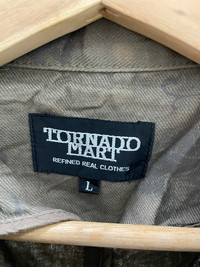 TORNADO
MART
REFINED REAL CLOTHES
L